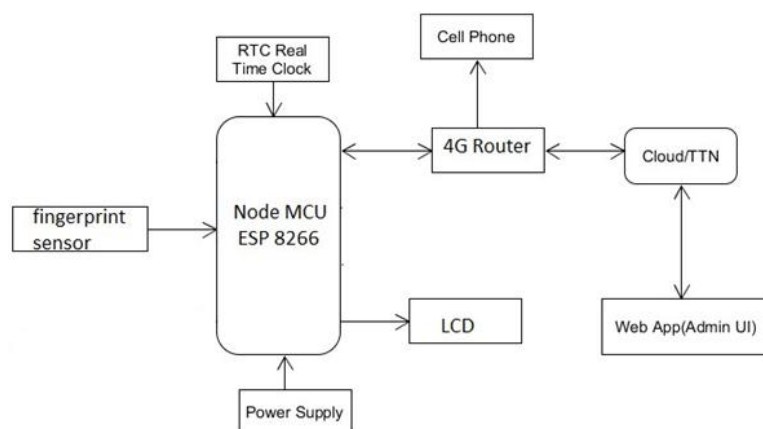 Cell Phone
RTC Real
Time Clock
4G Router
Cloud/TTN
fingerprint
sensor
Node MCU
ESP 8266
LCD
Web App(Admin UI)
Power Supply